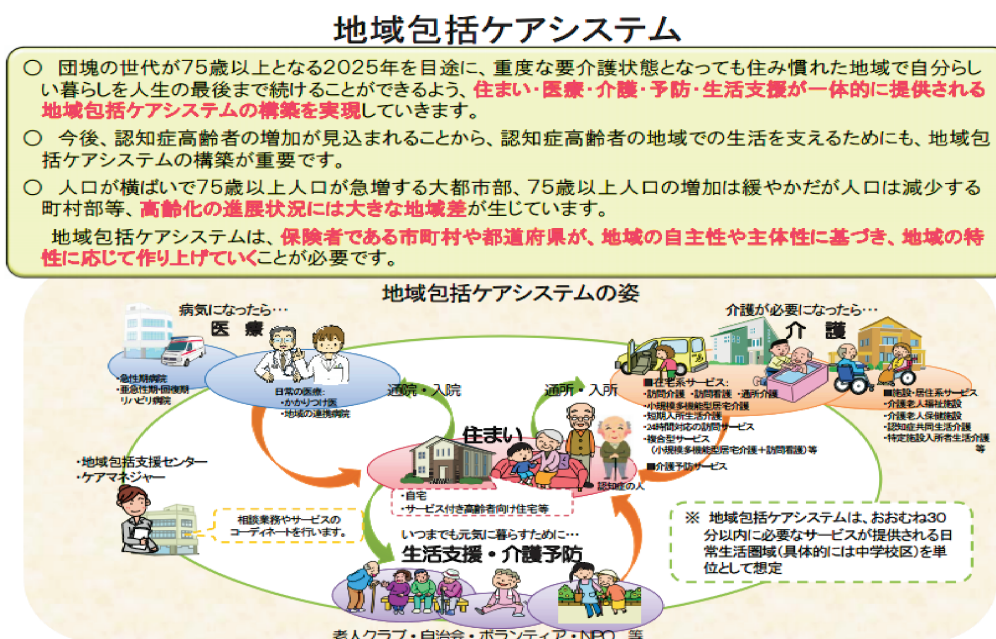 地域包括ケアシステム
○ 団塊の世代が75歳以上となる2025年を目途に、重度な要介護状態となっても住み慣れた地域で自分らし
い暮らしを人生の最後まで続けることができるよう、住まい・医療・介護・予防・生活支援が一体的に提供される
地域包括ケアシステムの構築を実現していきます。
○ 今後、認知症高齢者の増加が見込まれることから、認知症高齢者の地域での生活を支えるためにも、地域包
括ケアシステムの構築が重要です。
○ 人口が横ばいで75歳以上人口が急増する大都市部、75歳以上人口の増加は緩やかだが人口は減少する
町村部等、高齢化の進展状況には大きな地域差が生じています。
地域包括ケアシステムは、保険者である市町村や都道府県が、地域の自主性や主体性に基づき、地域の特
性に応じて作り上げていくことが必要です。
地域包括ケアシステムの姿
病気になったら…
医 療
・急性期病院
・亜急性期・回復期
リハビリ病院
日常の医療:
・かかりつけ医
・地域の連携病院
通院・入院
通所・入所
介護が必要になったら…
介 護
■在宅系サービス:
・訪問介護 ・訪問看護 ・通所介護
・小規模多機能型居宅介護
・短期入所生活介護
・24時間対応の訪問サービス
・複合型サービス
(小規模多機能型居宅介護+訪問看護)等
■介護予防サービス
■施設・居住系サービス
・介護老人福祉施設
・介護老人保健施設
・認知症共同生活介護
・特定施設入所者生活介護
等
住まい
認知症の人
・自宅
・サービス付き高齢者向け住宅等
・地域包括支援センター
・ケアマネジャー
相談業務やサービスの
コーディネートを行います。
いつまでも元気に暮らすために…
生活支援・介護予防
老人クラブ・自治会・ボランティア・NPO 等
※ 地域包括ケアシステムは、おおむね30
分以内に必要なサービスが提供される日
常生活圏域(具体的には中学校区)を単
位として想定